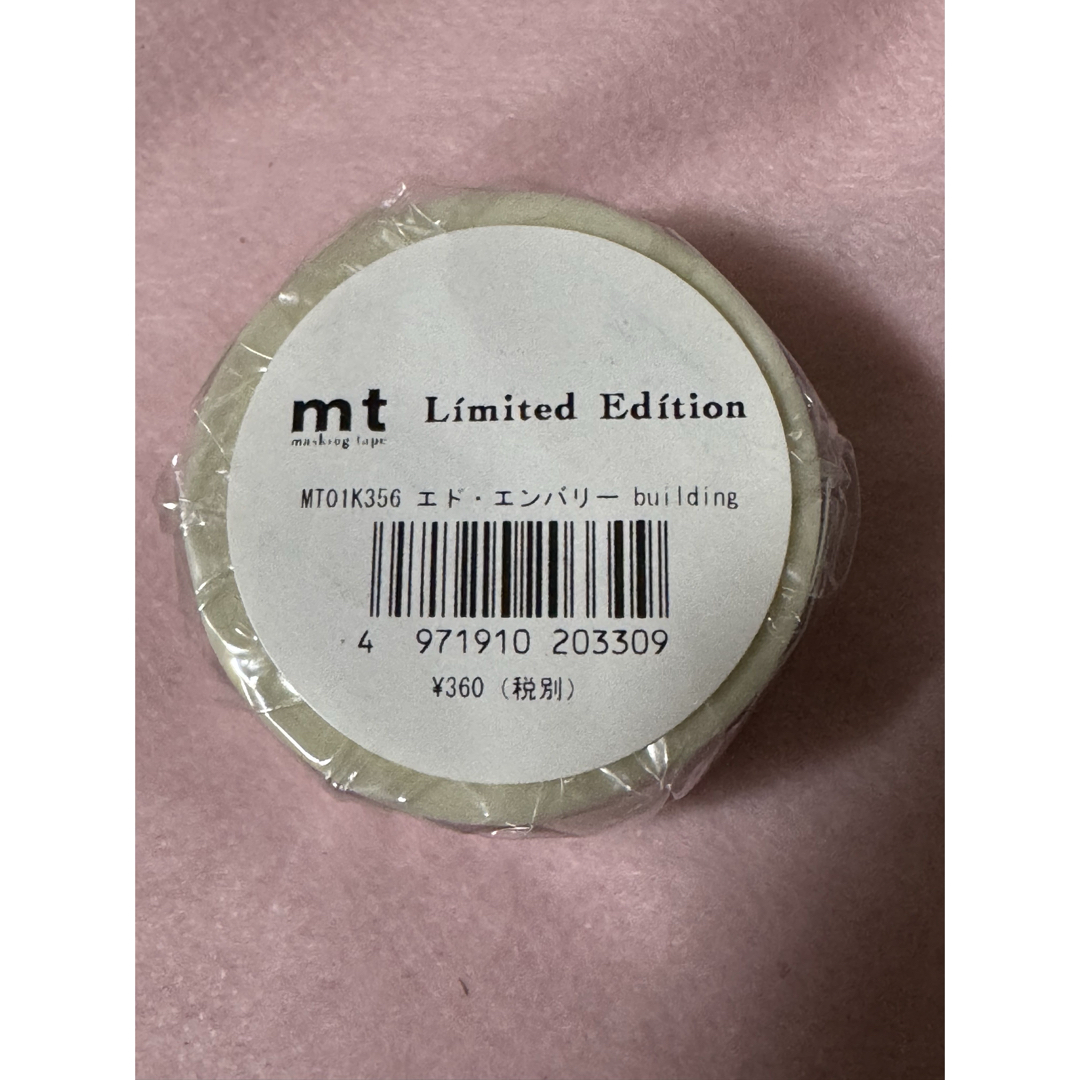 mt Limited Edition
masking tape
MT01K356 エド・エンバリー building
4 971910 203309
¥360 (税別)